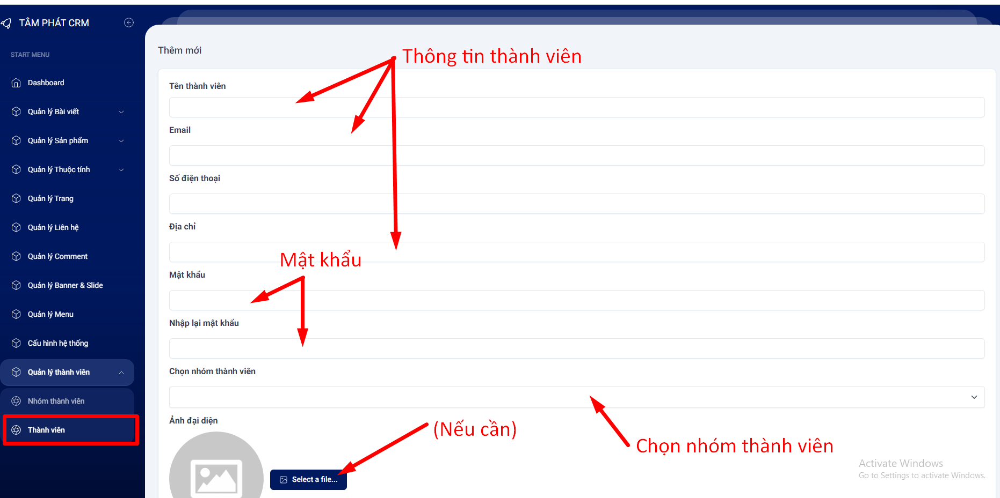 TÂM PHÁT CRM
START MENU
Dashboard
Quản lý Bài viết
Quản lý Sản phẩm
Quản lý Thuộc tính
Quản lý Trang
Quản lý Liên hệ
Quản lý Comment
Quản lý Banner & Slide
Quản lý Menu
Cấu hình hệ thống
Quản lý thành viên
Nhóm thành viên
Thành viên
Thêm mới
Thông tin thành viên
Tên thành viên
Email
Số điện thoại
Địa chỉ
Mật khẩu
Mật khẩu
Nhập lại mật khẩu
Chọn nhóm thành viên
Ảnh đại diện
(Nếu cần)
Chọn nhóm thành viên
Select a file...
Activate Windows
Go to Settings to activate Windows.